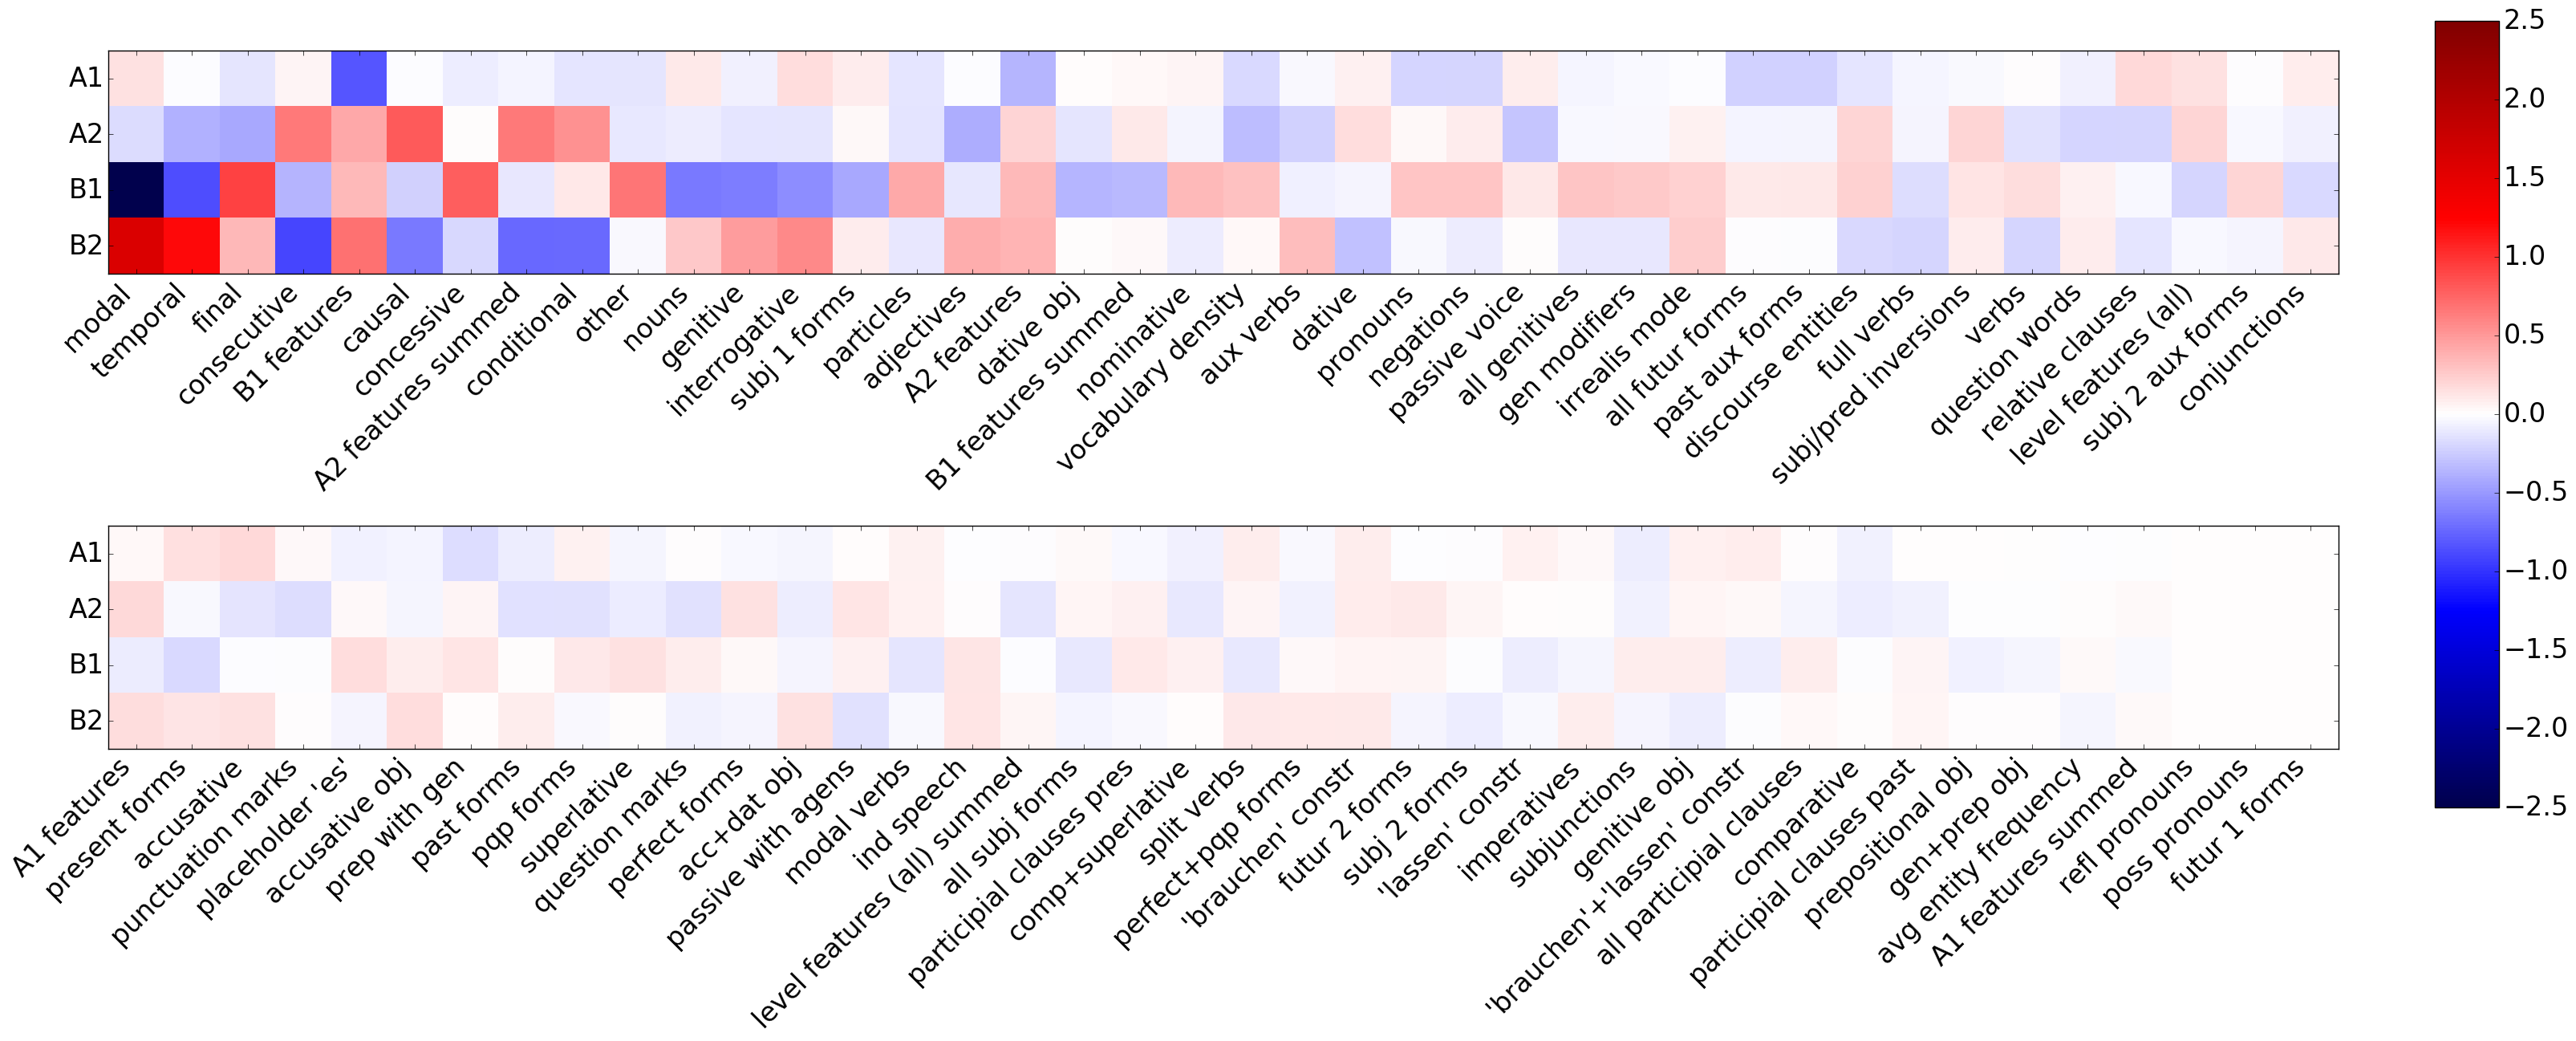 A1
A2
B1
B2
modal
temporal
final
consecutive
B1 features
causal
concessive
A2 features summed
conditional
other
nouns
genitive
interrogative
subj 1 forms
particles
adjectives
A2 features
dative obj
B1 features summed
nominative
vocabulary density
aux verbs
dative
pronouns
negations
passive voice
all genitives
gen modifiers
irrealis mode
all futur forms
past aux forms
discourse entities
full verbs
subj/pred inversions
verbs
question words
relative clauses
level features (all)
subj 2 aux forms
conjunctions
A1
A2
B1
B2
A1 features
present forms
accusative
punctuation marks
placeholder 'es'
accusative obj
prep with gen
past forms
pqp forms
superlative
question marks
perfect forms
acc+dat obj
passive with agens
modal verbs
ind speech
level features (all) summed
all subj forms
participial clauses pres
comp+superlative
split verbs
perfect+pqp forms
'brauchen' constr
futur 2 forms
subj 2 forms
'lassen' constr
imperatives
subjunctions
genitive obj
'brauchen'+'lassen' constr
all participial clauses
comparative
participial clauses past
prepositional obj
gen+prep obj
avg entity frequency
A1 features summed
refl pronouns
poss pronouns
futur 1 forms
2.5
2.0
1.5
1.0
0.5
0.0
−0.5
−1.0
−1.5
−2.0
−2.5